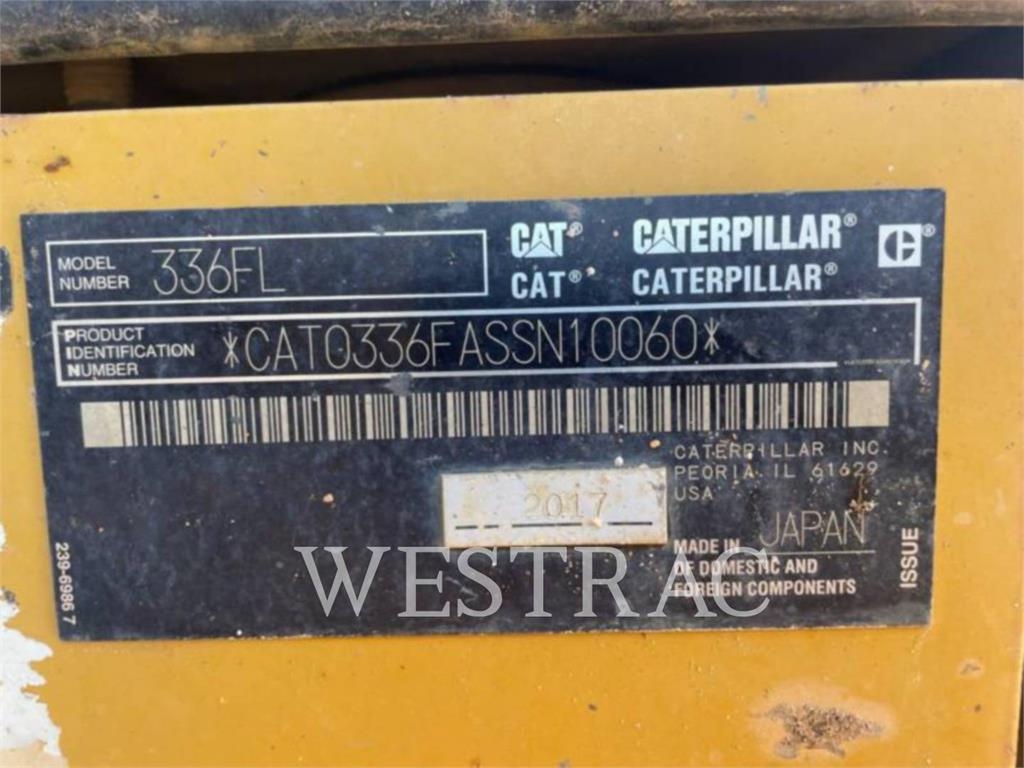 MODEL NUMBER 336FL
CAT® CATERPILLAR®
CAT® CATERPILLAR®
PRODUCT IDENTIFICATION NUMBER *CAT0336FASSN10060*
CATERPILLAR INC.
PEORIA IL 61629
USA
2017
MADE IN JAPAN
OF DOMESTIC AND
FOREIGN COMPONENTS
ISSUE
239-6986 7
WESTRAC